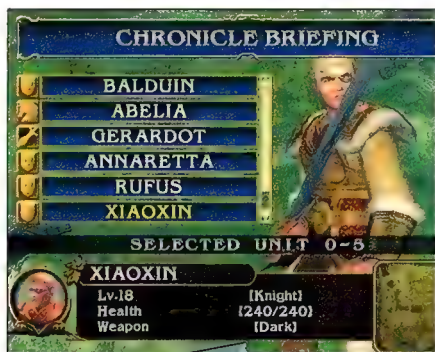 CHRONICLE BRIEFING
BALDUIN
ABELIA
GERARDOT
ANNARETTA
RUFUS
XIAOXIN
SELECTED UNIT 0~8
XIAOXIN
Lv.18 [Knight]
Health [240/240]
Weapon [Dark]